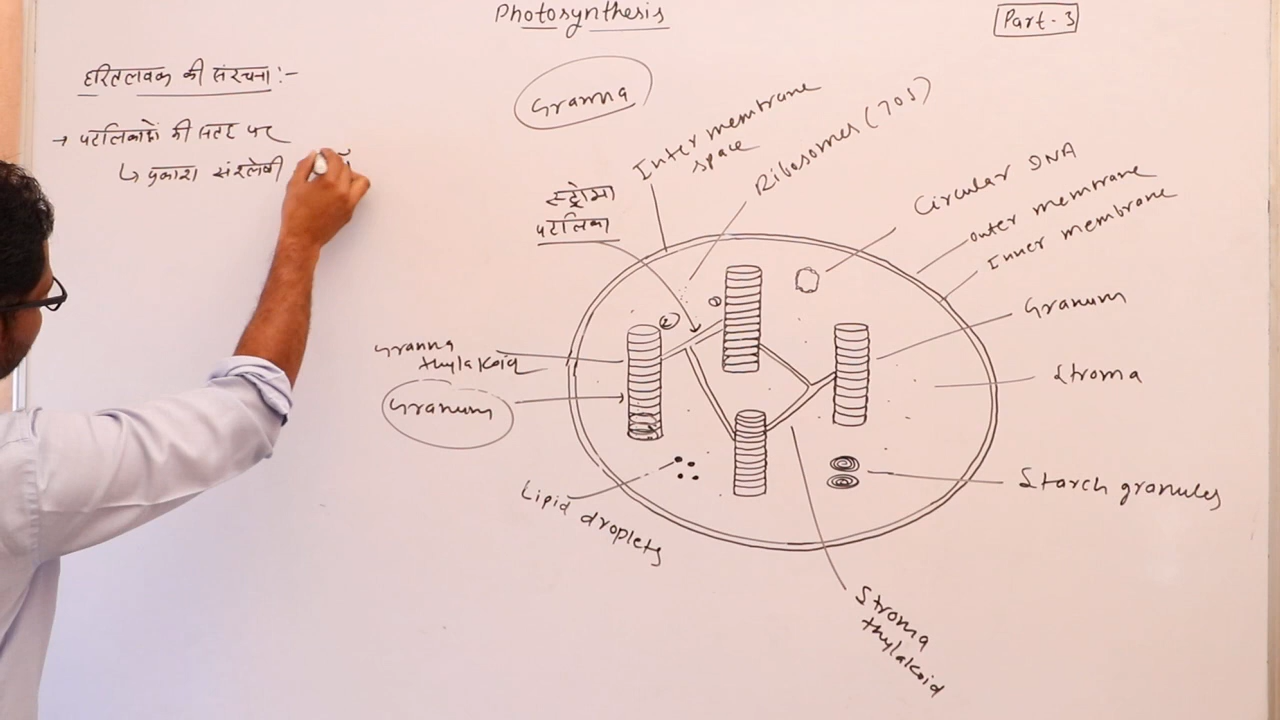 Photosynthesis
Part-3
हरितलवक की संरचना:-
→ पटलिकाओं की सतह पर
↳ प्रकाश संश्लेषी
Granna
Inter membrane
space
Ribosomes (70S)
Circular DNA
outer membrane
Inner membrane
स्ट्रोमा
पटलिका
Granum
Stroma
Starch granules
Granna
thylakoid
Granum
Lipid droplets
Stroma
thylakoid